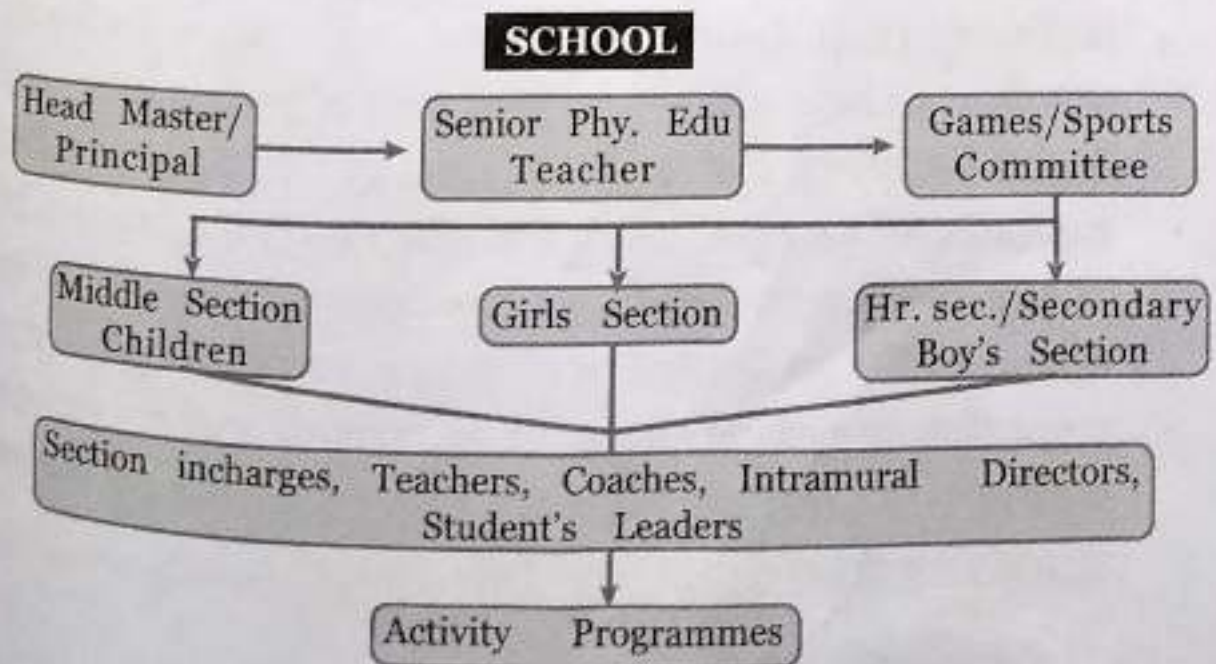 SCHOOL
Head Master/
Principal
Senior Phy. Edu
Teacher
Games/Sports
Committee
Middle Section
Children
Girls Section
Hr. sec./Secondary
Boy's Section
Section incharges, Teachers, Coaches, Intramural Directors,
Student's Leaders
Activity Programmes